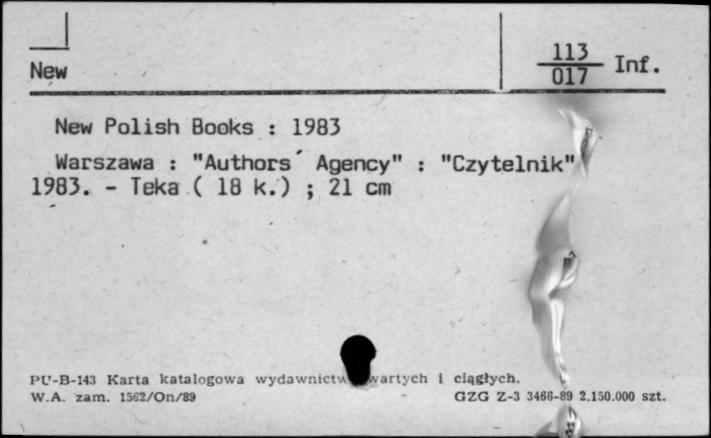 113
New 017 Inf.
New Polish Books : 1983
Warszawa : "Authors´ Agency" : "Czytelnik"
1983. - Teka ( 18 k.) ; 21 cm
PU-B-143 Karta katalogowa wydawnictw wartych i ciągłych.
W.A. zam. 1562/On/89 GZG Z-3 3466-89 2.150.000 szt.